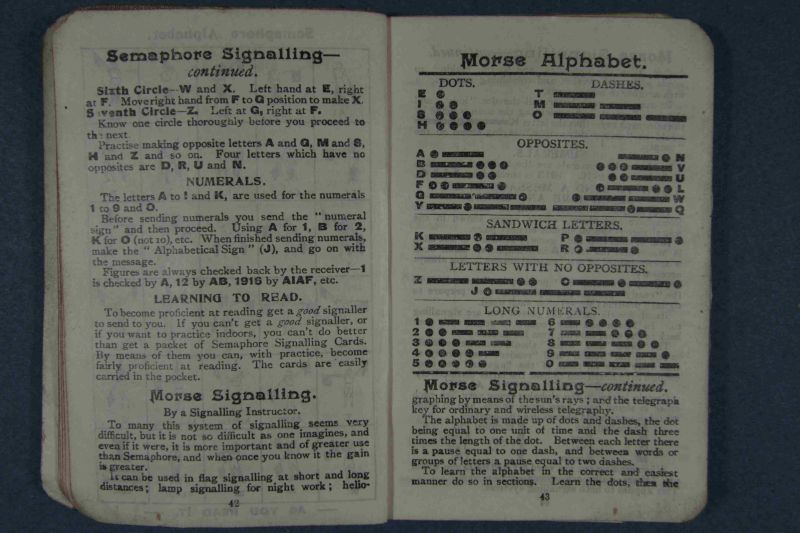 Semaphore Signalling—
continued.
Sixth Circle—W and X. Left hand at E, right
at F. Move right hand from F to G position to make X.
Seventh Circle—Z. Left at G, right at F.
Know one circle thoroughly before you proceed to
the next.
Practise making opposite letters A and G, M and S,
H and Z and so on. Four letters which have no
opposites are D, R, U and N.
NUMERALS.
The letters A to I and K, are used for the numerals
1 to 9 and 0.
Before sending numerals you send the "numeral
sign" and then proceed. Using A for 1, B for 2,
K for O (not 10), etc. When finished sending numerals,
make the "Alphabetical Sign" (J), and go on with
the message.
Figures are always checked back by the receiver—1
is checked by A, 12 by AB, 1916 by AIAF, etc.
LEARNING TO READ.
To become proficient at reading get a good signaller
to send to you. If you can't get a good signaller, or
if you want to practice indoors, you can't do better
than get a packet of Semaphore Signalling Cards.
By means of them you can, with practice, become
fairly proficient at reading. The cards are easily
carried in the pocket.
Morse Signalling.
By a Signalling Instructor.
To many this system of signalling seems very
difficult, but it is not so difficult as one imagines, and
even if it were, it is more important and of greater use
than Semaphore, and when once you know it the gain
is greater.
It can be used in flag signalling at short and long
distances; lamp signalling for night work; helio-
42
Morse Alphabet.
DOTS. DASHES.
E T
I M
S O
H
OPPOSITES.
A N
B V
D U
F L
G W
Y Q
SANDWICH LETTERS.
K P
X R
LETTERS WITH NO OPPOSITES.
Z C
J
LONG NUMERALS.
1 6
2 7
3 8
4 9
5 0
Morse Signalling—continued.
graphing by means of the sun's rays; and the telegraph
key for ordinary and wireless telegraphy.
The alphabet is made up of dots and dashes, the dot
being equal to one unit of time and the dash three
times the length of the dot. Between each letter there
is a pause equal to one dash, and between words or
groups of letters a pause equal to two dashes.
To learn the alphabet in the correct and easiest
manner do so in sections. Learn the dots, then the
43